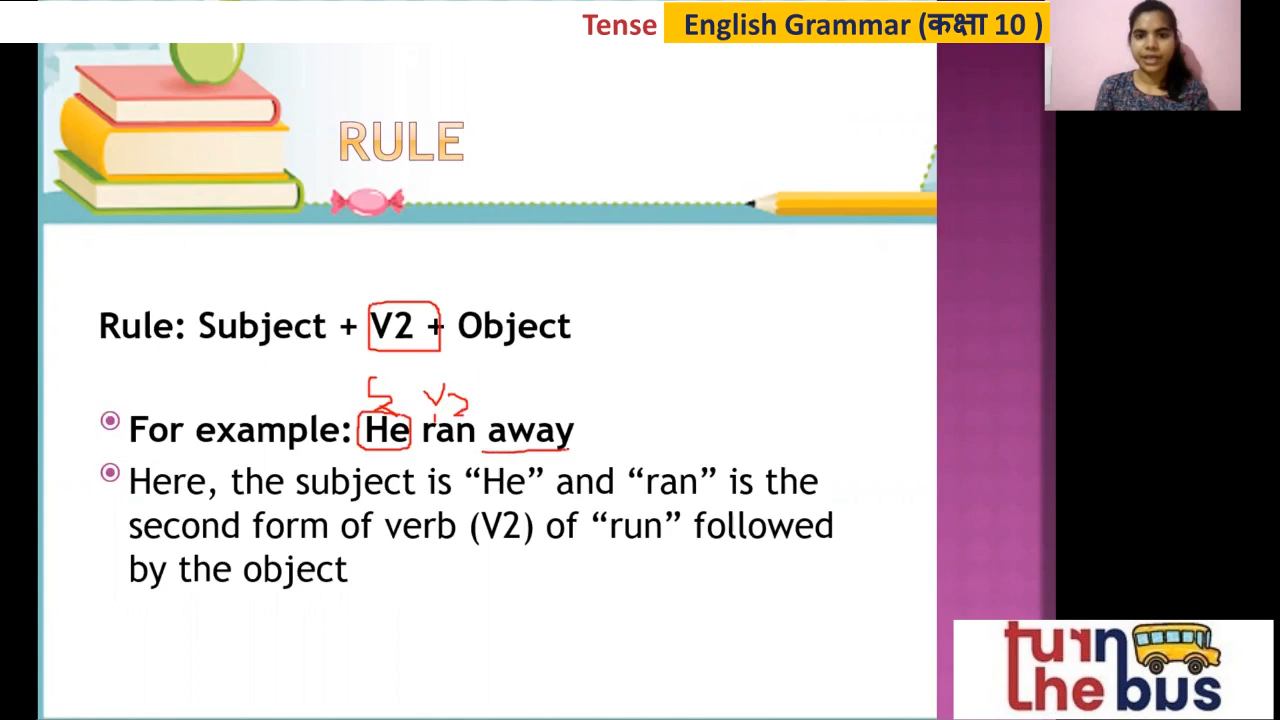 Tense English Grammar (कक्षा 10 )
RULE
Rule: Subject + V2 + Object
S V2
For example: He ran away
Here, the subject is “He” and “ran” is the
second form of verb (V2) of “run” followed
by the object
turn
the bus